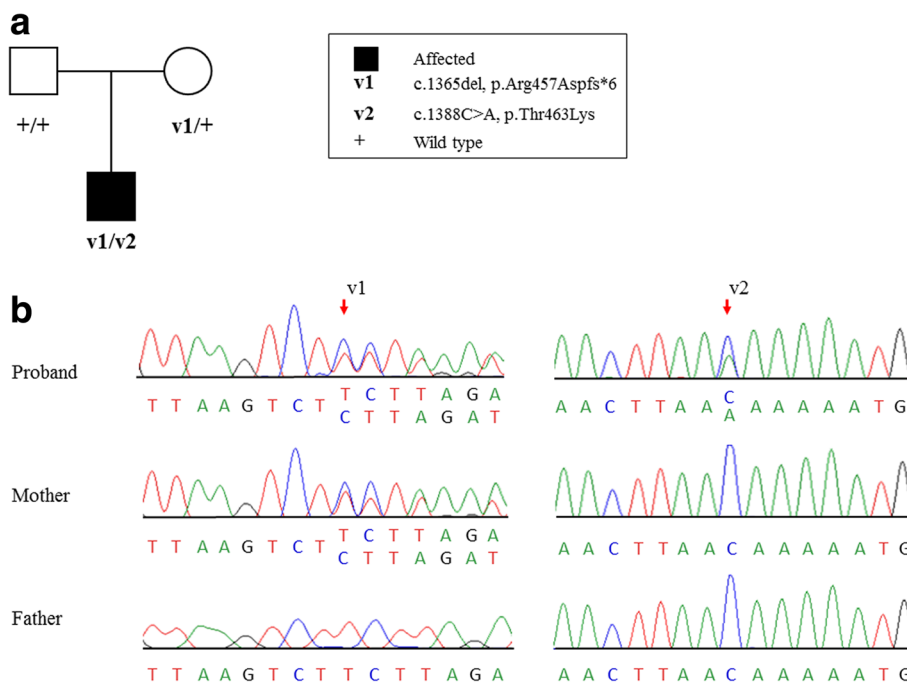 a
Affected
v1 c.1365del, p.Arg457Aspfs*6
v2 c.1388C>A, p.Thr463Lys
+ Wild type
+/+ v1/+
v1/v2
b
v1 v2
Proband
T T A A G T C T T C T T A G A
C T T A G A T
A A C T T A A C A A A A A T G
A
Mother
T T A A G T C T T C T T A G A
C T T A G A T
A A C T T A A C A A A A A T G
Father
T T A A G T C T T C T T A G A
A A C T T A A C A A A A A T G